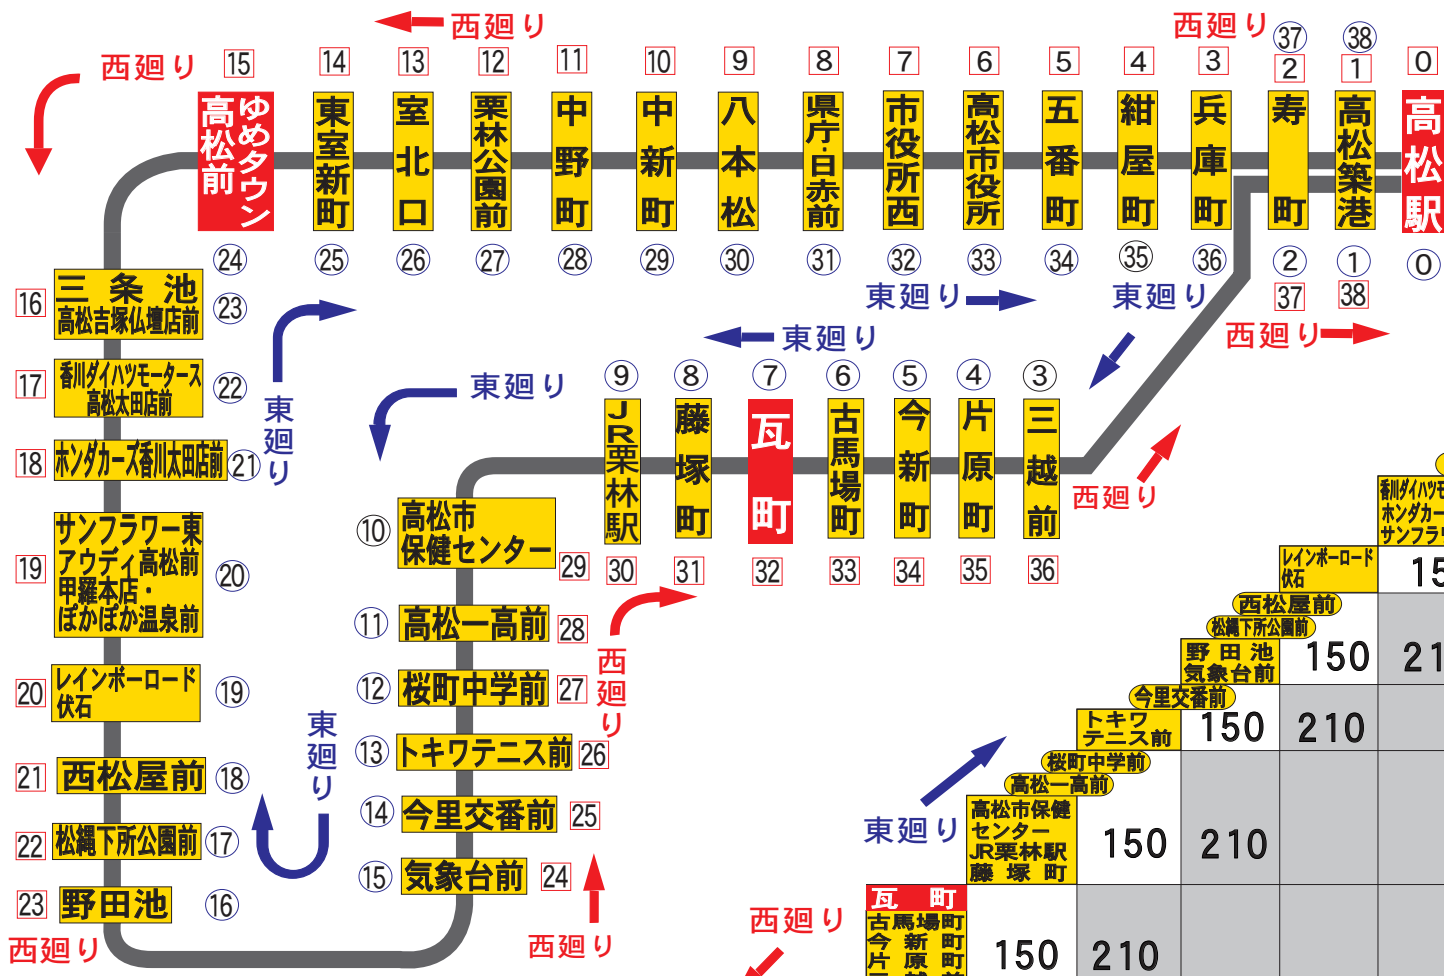 西廻り
西廻り
西廻り
37
38
15
14
13
12
11
10
9
8
7
6
5
4
3
2
1
0
ゆめタウン
高松前
東室新町
室北口
栗林公園前
中野町
中新町
八本松
県庁・日赤前
市役所西
高松市役所
五番町
紺屋町
兵庫町
寿町
高松築港
高松駅
24
25
26
27
28
29
30
31
32
33
34
35
36
2
1
0
37
38
東廻り
東廻り
西廻り
東廻り
16
三条池
高松吉塚仏壇店前
23
17
香川ダイハツモータース
高松太田店前
22
18
ホンダカーズ香川太田店前
21
東廻り
19
サンフラワー東
アウディ高松前
甲羅本店・
ぽかぽか温泉前
20
20
レインボーロード
伏石
19
21
西松屋前
18
22
松縄下所公園前
17
23
野田池
16
西廻り
東廻り
東廻り
9
8
7
6
5
4
3
JR栗林駅
藤塚町
瓦町
古馬場町
今新町
片原町
三越前
30
31
32
33
34
35
36
西廻り
10
高松市
保健センター
29
11
高松一高前
28
12
桜町中学前
27
13
トキワテニス前
26
14
今里交番前
25
15
気象台前
24
西廻り
西廻り
香川ダイハツモ
ホンダカー
サンフラワ
レインボーロード
伏石
15
西松屋前
松縄下所公園前
野田池
気象台前
150
21
今里交番前
トキワ
テニス前
150
210
桜町中学前
高松一高前
東廻り
高松市保健
センター
JR栗林駅
藤塚町
150
210
西廻り
瓦町
古馬場町
今新町
片原町
150
210